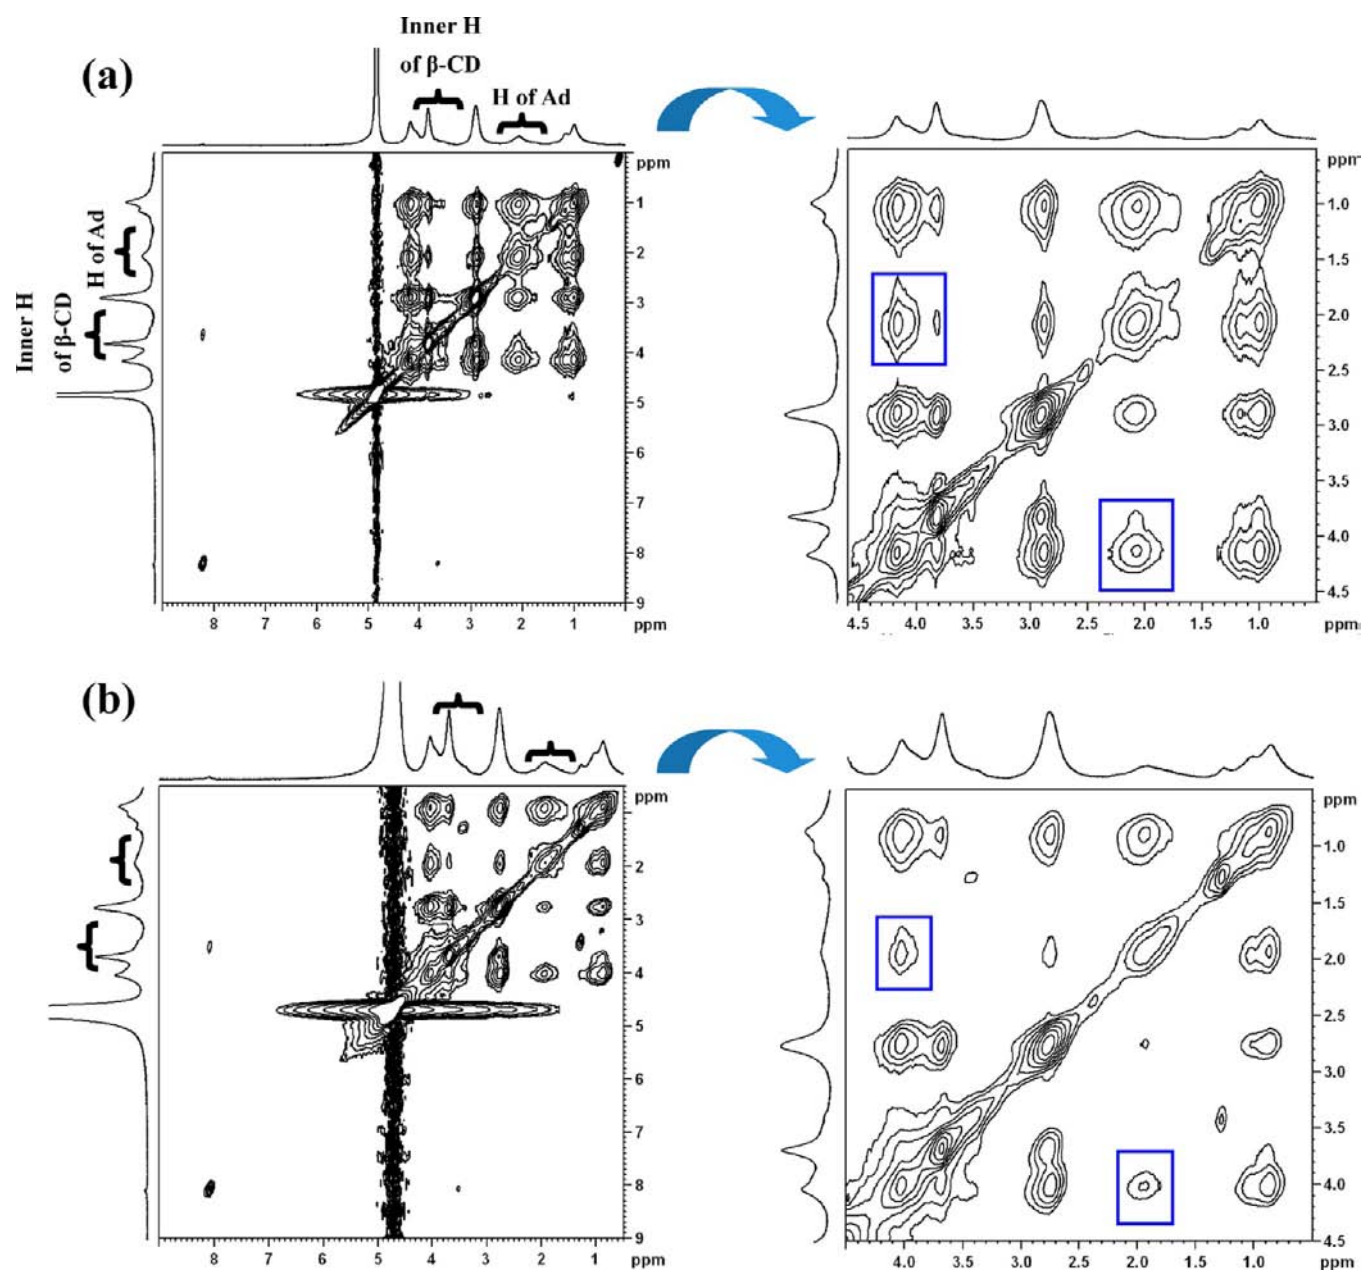 (a)
Inner H
of β-CD
H of Ad
Inner H
of β-CD
H of Ad
ppm
1
2
3
4
5
6
7
8
9
8 7 6 5 4 3 2 1 ppm
ppm
1.0
1.5
2.0
2.5
3.0
3.5
4.0
4.5
4.5 4.0 3.5 3.0 2.5 2.0 1.5 1.0 ppm
(b)
ppm
1
2
3
4
5
6
7
8
9
8 7 6 5 4 3 2 1 ppm
ppm
1.0
1.5
2.0
2.5
3.0
3.5
4.0
4.5
4.0 3.5 3.0 2.5 2.0 1.5 1.0 ppm